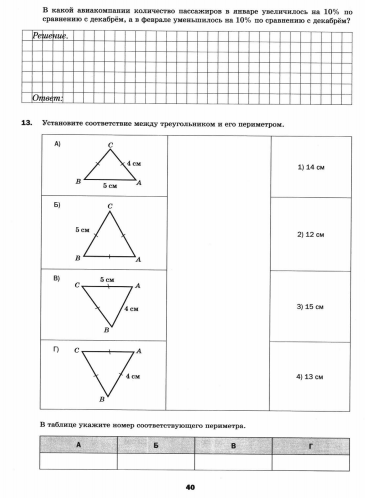 В какой авиакомпании количество пассажиров в январе увеличилось на 10% по
сравнению с декабрём, а в феврале уменьшилось на 10% по сравнению с декабрём?
Решение.
Ответ:
13. Установите соответствие между треугольником и его периметром.
А)
C
4 см
B
5 см
A
1) 14 см
Б)
C
5 см
B
A
2) 12 см
В)
5 см
C
A
4 см
B
3) 15 см
Г)
C
A
4 см
B
4) 13 см
В таблице укажите номер соответствующего периметра.
А Б В Г
40